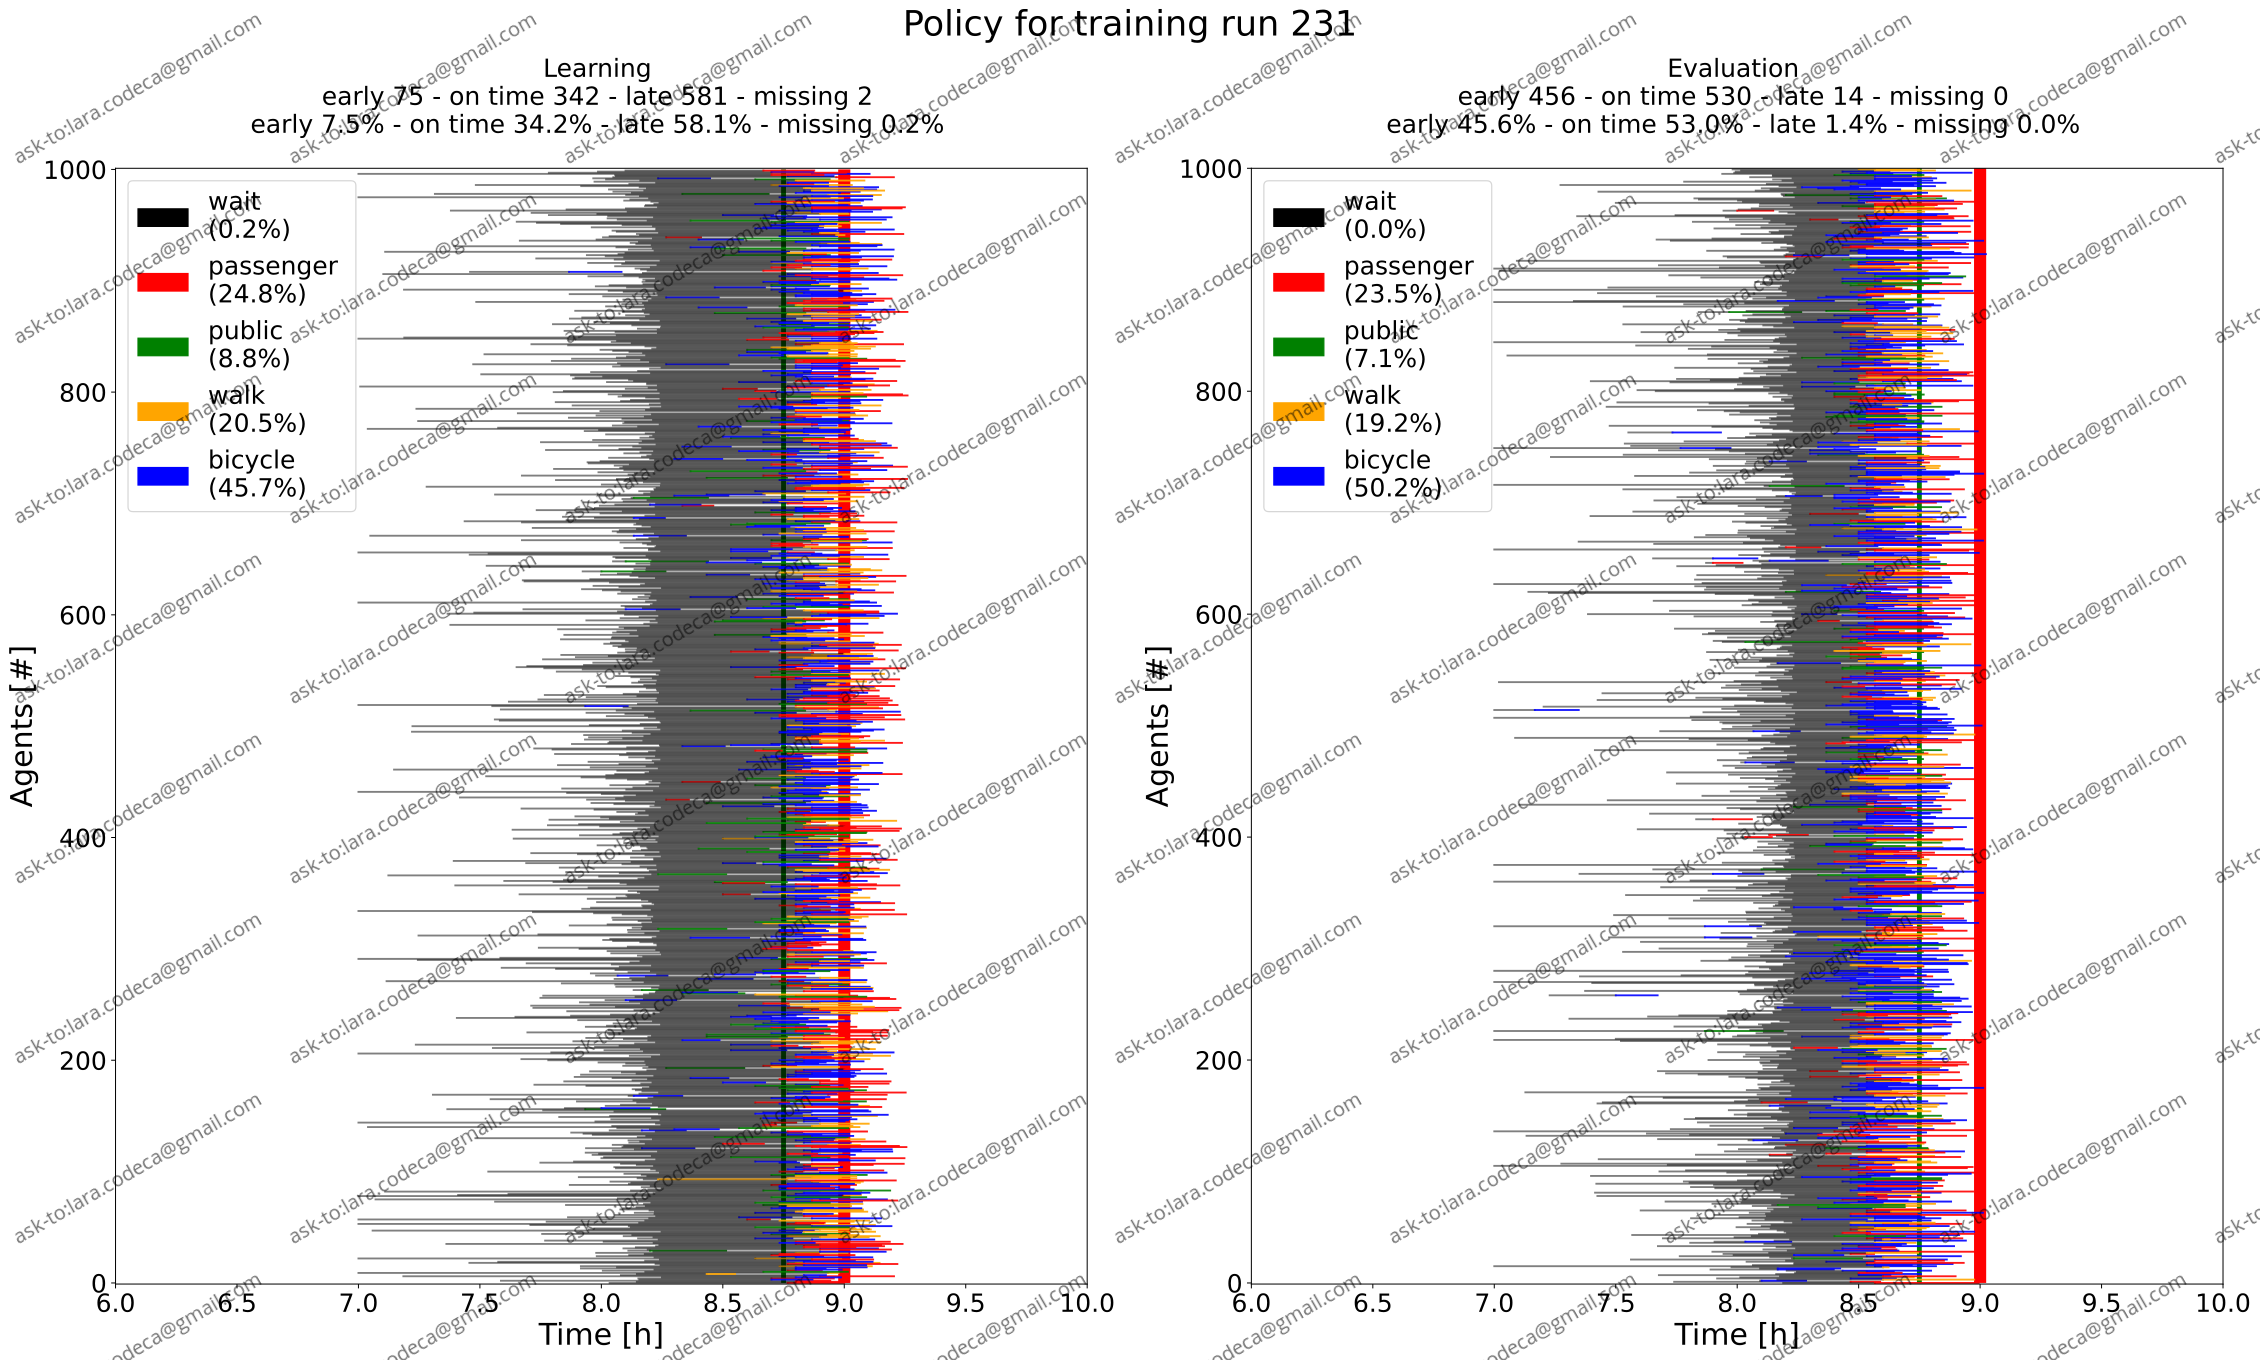 Policy for training run 231
Learning
early 75 - on time 342 - late 581 - missing 2
early 7.5% - on time 34.2% - late 58.1% - missing 0.2%
1000
800
600
400
200
0
Agents [#]
wait
(0.2%)
passenger
(24.8%)
public
(8.8%)
walk
(20.5%)
bicycle
(45.7%)
6.0 6.5 7.0 7.5 8.0 8.5 9.0 9.5 10.0
Time [h]
Evaluation
early 456 - on time 530 - late 14 - missing 0
early 45.6% - on time 53.0% - late 1.4% - missing 0.0%
1000
800
600
400
200
0
Agents [#]
wait
(0.0%)
passenger
(23.5%)
public
(7.1%)
walk
(19.2%)
bicycle
(50.2%)
6.0 6.5 7.0 7.5 8.0 8.5 9.0 9.5 10.0
Time [h]
ask-to:lara.codeca@gmail.com